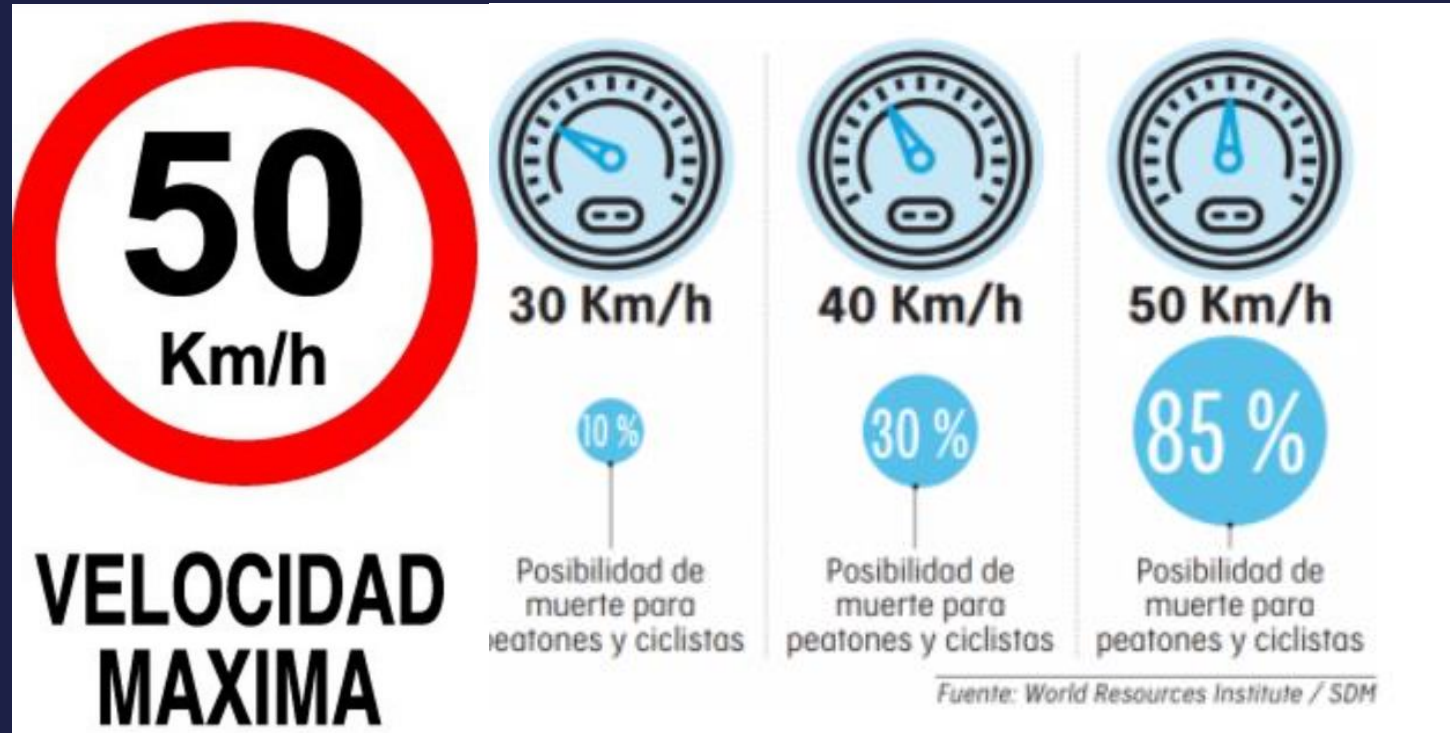 50
Km/h
VELOCIDAD
MAXIMA
30 Km/h
10 %
Posibilidad de
muerte para
peatones y ciclistas
40 Km/h
30 %
Posibilidad de
muerte para
peatones y ciclistas
50 Km/h
85 %
Posibilidad de
muerte para
peatones y ciclistas
Fuente: World Resources Institute / SDM